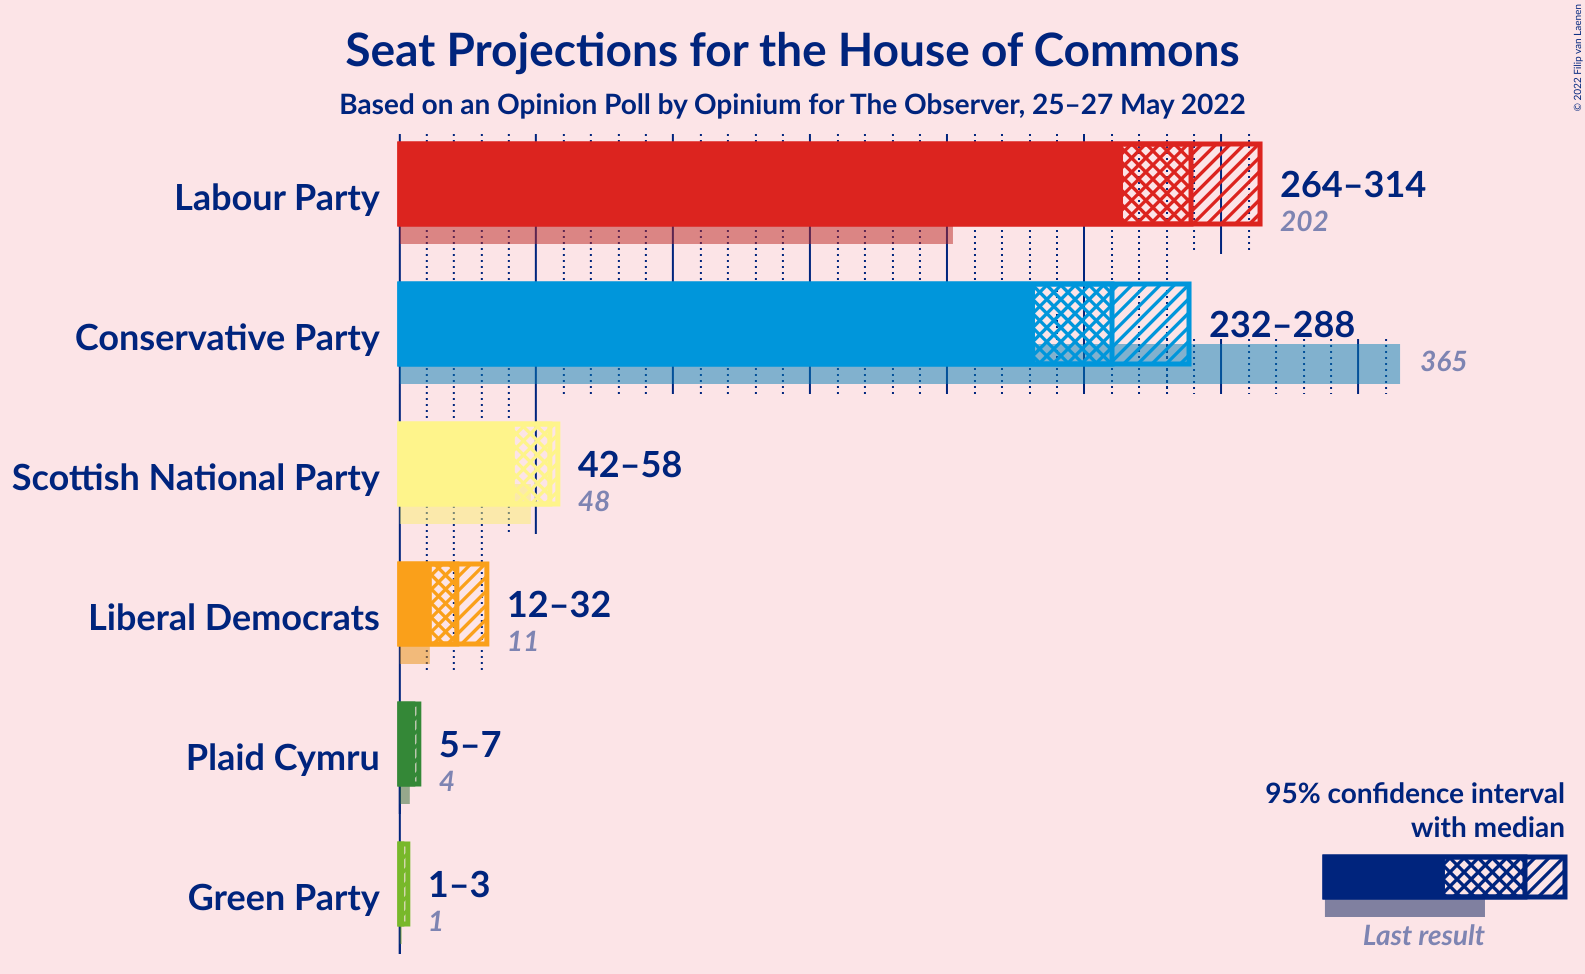 Seat Projections for the House of Commons
Based on an Opinion Poll by Opinium for The Observer, 25–27 May 2022
© 2022 Filip van Laenen
Labour Party
264–314
202
Conservative Party
232–288
365
Scottish National Party
42–58
48
Liberal Democrats
12–32
11
Plaid Cymru
5–7
4
Green Party
1–3
1
95% confidence interval
with median
Last result